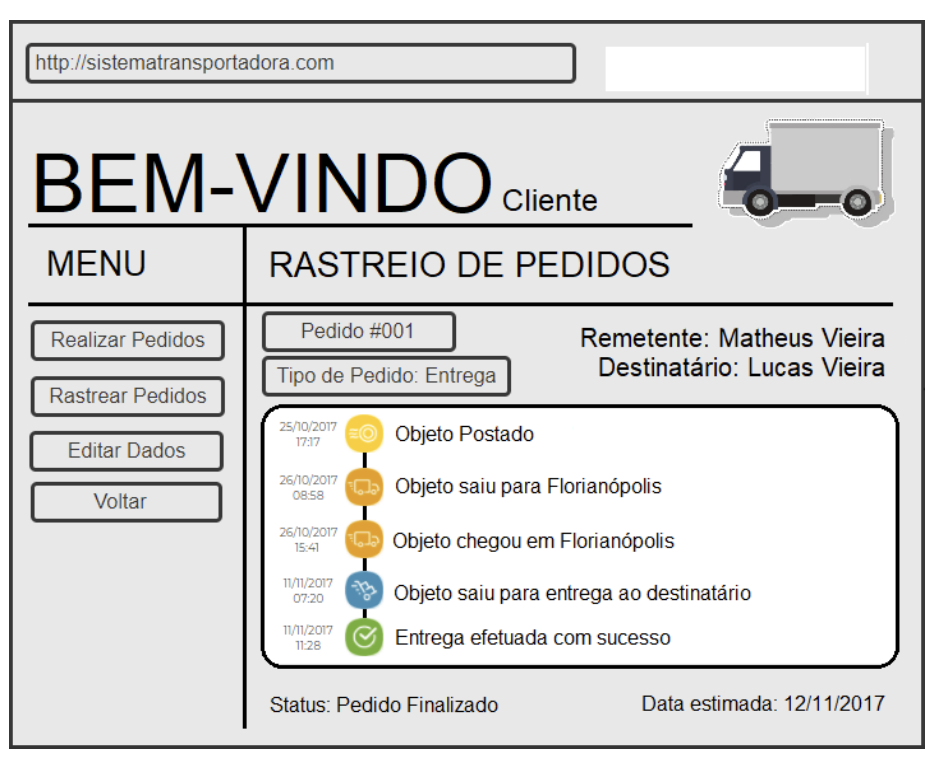 http://sistematransportadora.com
BEM-VINDO Cliente
MENU
RASTREIO DE PEDIDOS
Realizar Pedidos
Rastrear Pedidos
Editar Dados
Voltar
Pedido #001
Tipo de Pedido: Entrega
Remetente: Matheus Vieira
Destinatário: Lucas Vieira
25/10/2017
17:17
Objeto Postado
26/10/2017
08:58
Objeto saiu para Florianópolis
26/10/2017
15:41
Objeto chegou em Florianópolis
11/11/2017
07:20
Objeto saiu para entrega ao destinatário
11/11/2017
11:28
Entrega efetuada com sucesso
Status: Pedido Finalizado
Data estimada: 12/11/2017